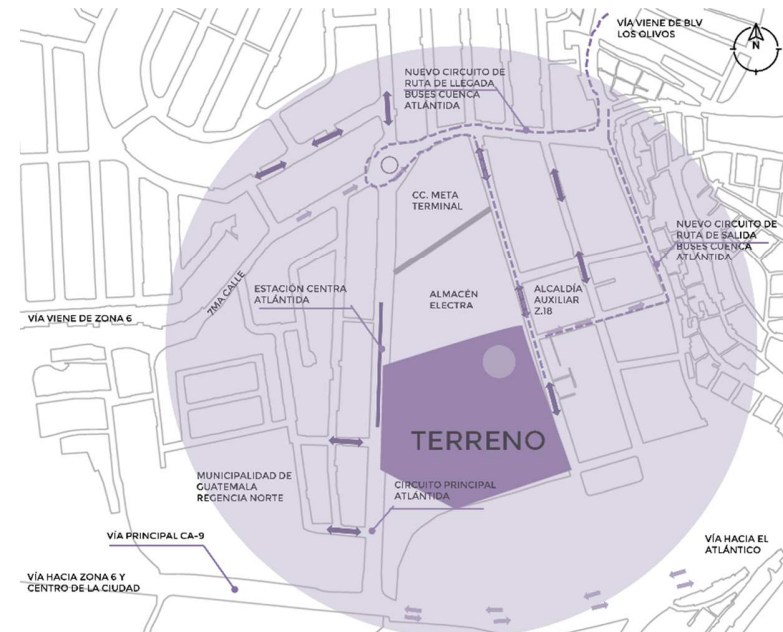 VÍA VIENE DE BLV
LOS OLIVOS
N
NUEVO CIRCUITO DE
RUTA DE LLEGADA
BUSES CUENCA
ATLÁNTIDA
CC. META
TERMINAL
NUEVO CIRCUITO DE
RUTA DE SALIDA
BUSES CUENCA
ATLÁNTIDA
7MA CALLE
ESTACIÓN CENTRA
ATLÁNTIDA
ALMACÉN
ELECTRA
ALCALDÍA
AUXILIAR
Z.18
VÍA VIENE DE ZONA 6
TERRENO
MUNICIPALIDAD DE
GUATEMALA
REGENCIA NORTE
CIRCUITO PRINCIPAL
ATLÁNTIDA
VÍA PRINCIPAL CA-9
VÍA HACIA EL
ATLÁNTICO
VÍA HACIA ZONA 6 Y
CENTRO DE LA CIUDAD